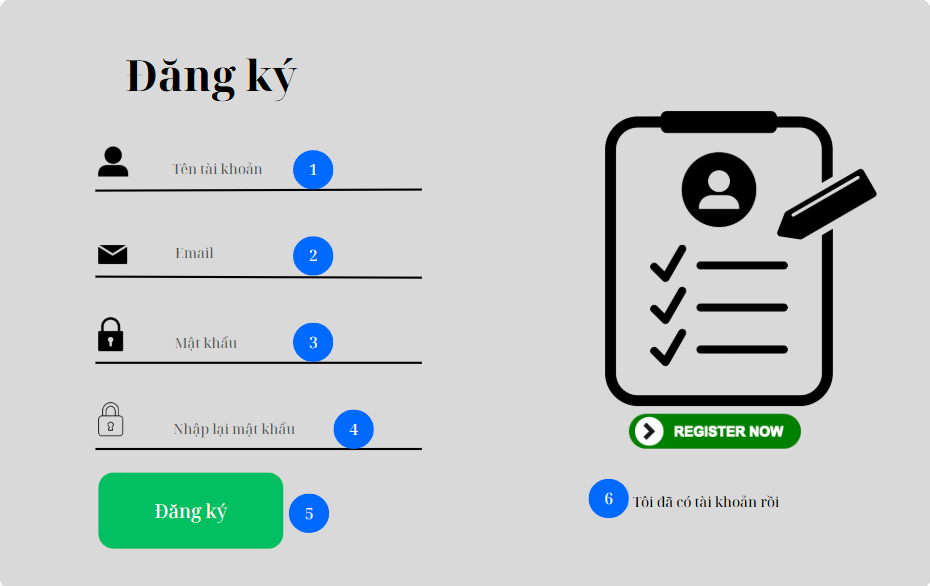 Đăng ký
Tên tài khoản 1
Email 2
Mật khẩu 3
Nhập lại mật khẩu 4
Đăng ký 5
REGISTER NOW
6 Tôi đã có tài khoản rồi